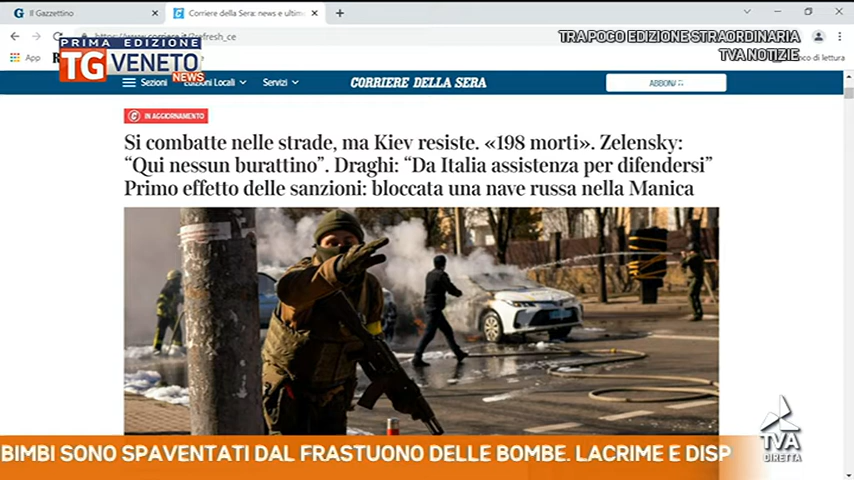 Il Gazzettino
Corriere della Sera: news e ultime
PRIMA EDIZIONE
TG VENETO
NEWS
TRA POCO EDIZIONE STRAORDINARIA
TVA NOTIZIE
App
di lettura
Sezioni
Edizioni Locali
Servizi
CORRIERE DELLA SERA
IN AGGIORNAMENTO
Si combatte nelle strade, ma Kiev resiste. «198 morti». Zelensky:
“Qui nessun burattino”. Draghi: “Da Italia assistenza per difendersi”
Primo effetto delle sanzioni: bloccata una nave russa nella Manica
TVA
DIRETTA
BIMBI SONO SPAVENTATI DAL FRASTUONO DELLE BOMBE. LACRIME E DISP